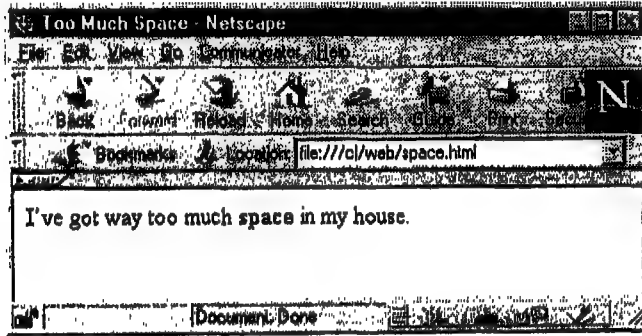 Too Much Space - Netscape
File Edit View Go Communicator Help
Back Forward Reload Home Search Guide Print
N
Bookmarks Location: file:///c|/web/space.html
I've got way too much space in my house.
Document: Done